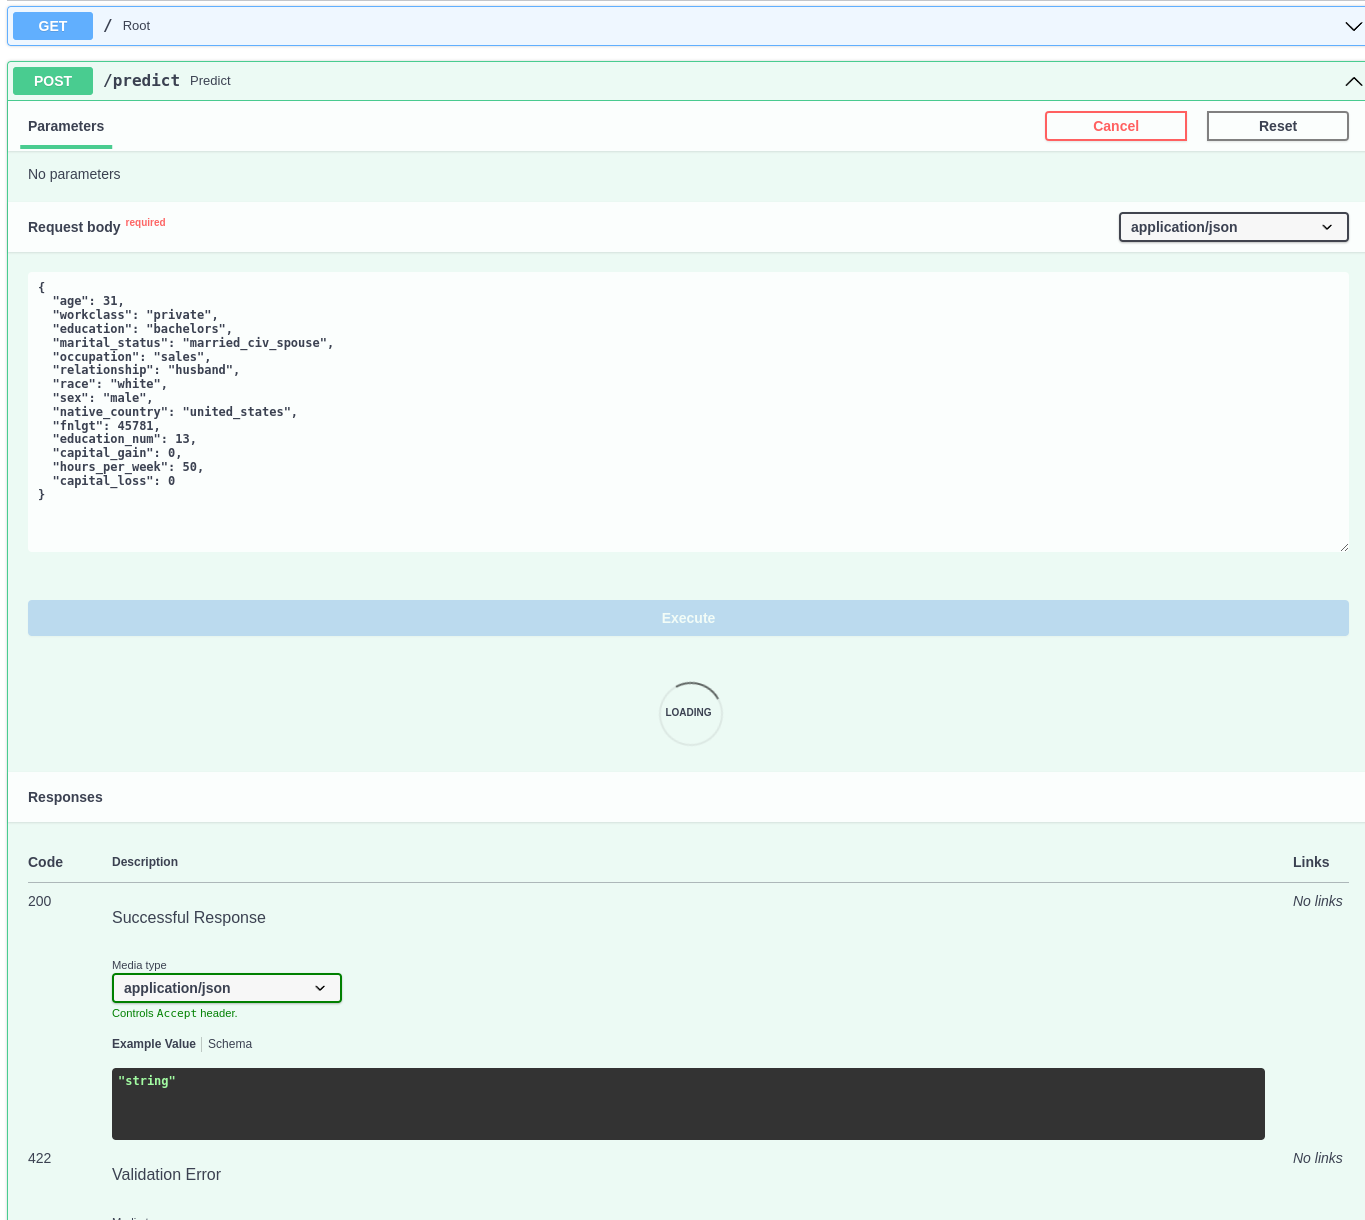 GET / Root
POST /predict Predict
Parameters
Cancel
Reset
No parameters
Request body required
application/json
{
  "age": 31,
  "workclass": "private",
  "education": "bachelors",
  "marital_status": "married_civ_spouse",
  "occupation": "sales",
  "relationship": "husband",
  "race": "white",
  "sex": "male",
  "native_country": "united_states",
  "fnlgt": 45781,
  "education_num": 13,
  "capital_gain": 0,
  "hours_per_week": 50,
  "capital_loss": 0
}
Execute
LOADING
Responses
Code Description Links
200 No links
Successful Response
Media type
application/json
Controls Accept header.
Example Value Schema
"string"
422 No links
Validation Error